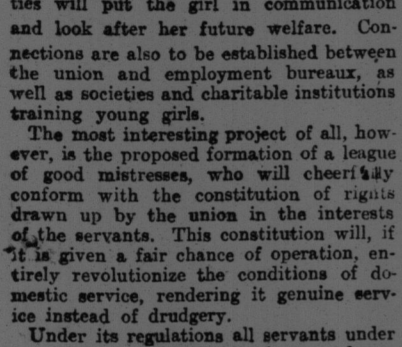 ties will put the girl in communication
and look after her future welfare. Con-
nections are also to be established between
the union and employment bureaux, as
well as societies and charitable institutions
training young girls.
The most interesting project of all, how-
ever, is the proposed formation of a league
of good mistresses, who will cheerfully
conform with the constitution of rights
drawn up by the union in the interests
of the servants. This constitution will, if
it is given a fair chance of operation, en-
tirely revolutionize the conditions of do-
mestic service, rendering it genuine serv-
ice instead of drudgery.
Under its regulations all servants under